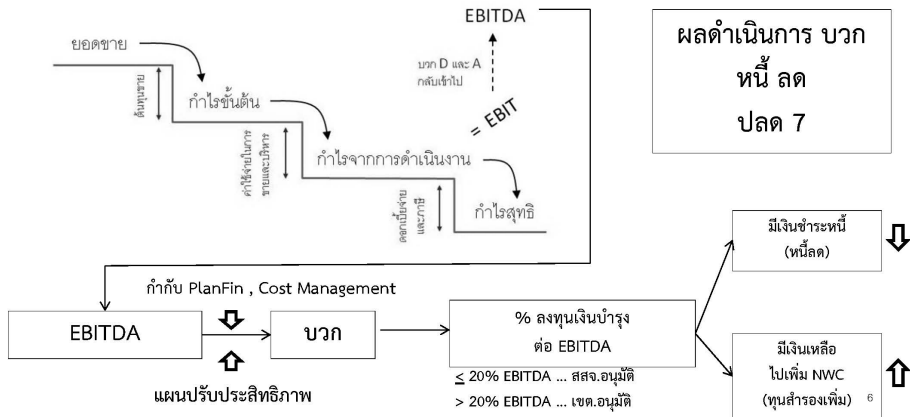 EBITDA
ผลดำเนินการ บวก
หนี้ ลด
ปลด 7
ยอดขาย
บวก D และ A
กลับเข้าไป
ต้นทุนขาย
กำไรขั้นต้น
= EBIT
ค่าใช้จ่ายในการ
ขายและบริหาร
กำไรจากการดำเนินงาน
ดอกเบี้ยจ่าย
และภาษี
กำไรสุทธิ
มีเงินชำระหนี้
(หนี้ลด)
กำกับ PlanFin , Cost Management
EBITDA
บวก
% ลงทุนเงินบำรุง
ต่อ EBITDA
มีเงินเหลือ
ไปเพิ่ม NWC
(ทุนสำรองเพิ่ม)
≤ 20% EBITDA ... สสจ.อนุมัติ
> 20% EBITDA ... เขต.อนุมัติ
แผนปรับประสิทธิภาพ
6